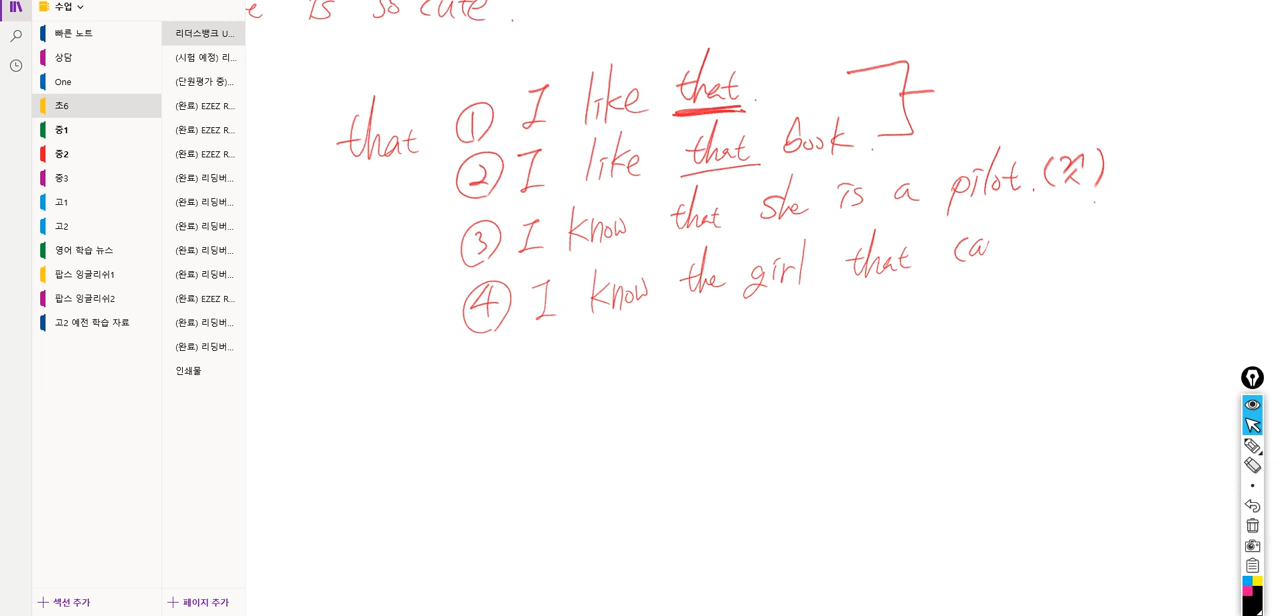 수업
빠른 노트
상담
One
초6
중1
중2
중3
고1
고2
영어 학습 뉴스
팝스 잉글리쉬1
팝스 잉글리쉬2
고2 예전 학습 자료
섹션 추가
리더스뱅크 U...
(시험 예정) 리...
(단원평가 중)...
(완료) EZEZ R...
(완료) EZEZ R...
(완료) EZEZ R...
(완료) 리딩버...
(완료) 리딩버...
(완료) 리딩버...
(완료) 리딩버...
(완료) 리딩버...
(완료) EZEZ R...
(완료) 리딩버...
(완료) 리딩버...
인쇄물
페이지 추가
e is so cute.
that ① I like that.
② I like that book.
③ I know that she is a pilot. (X)
④ I know the girl that ca